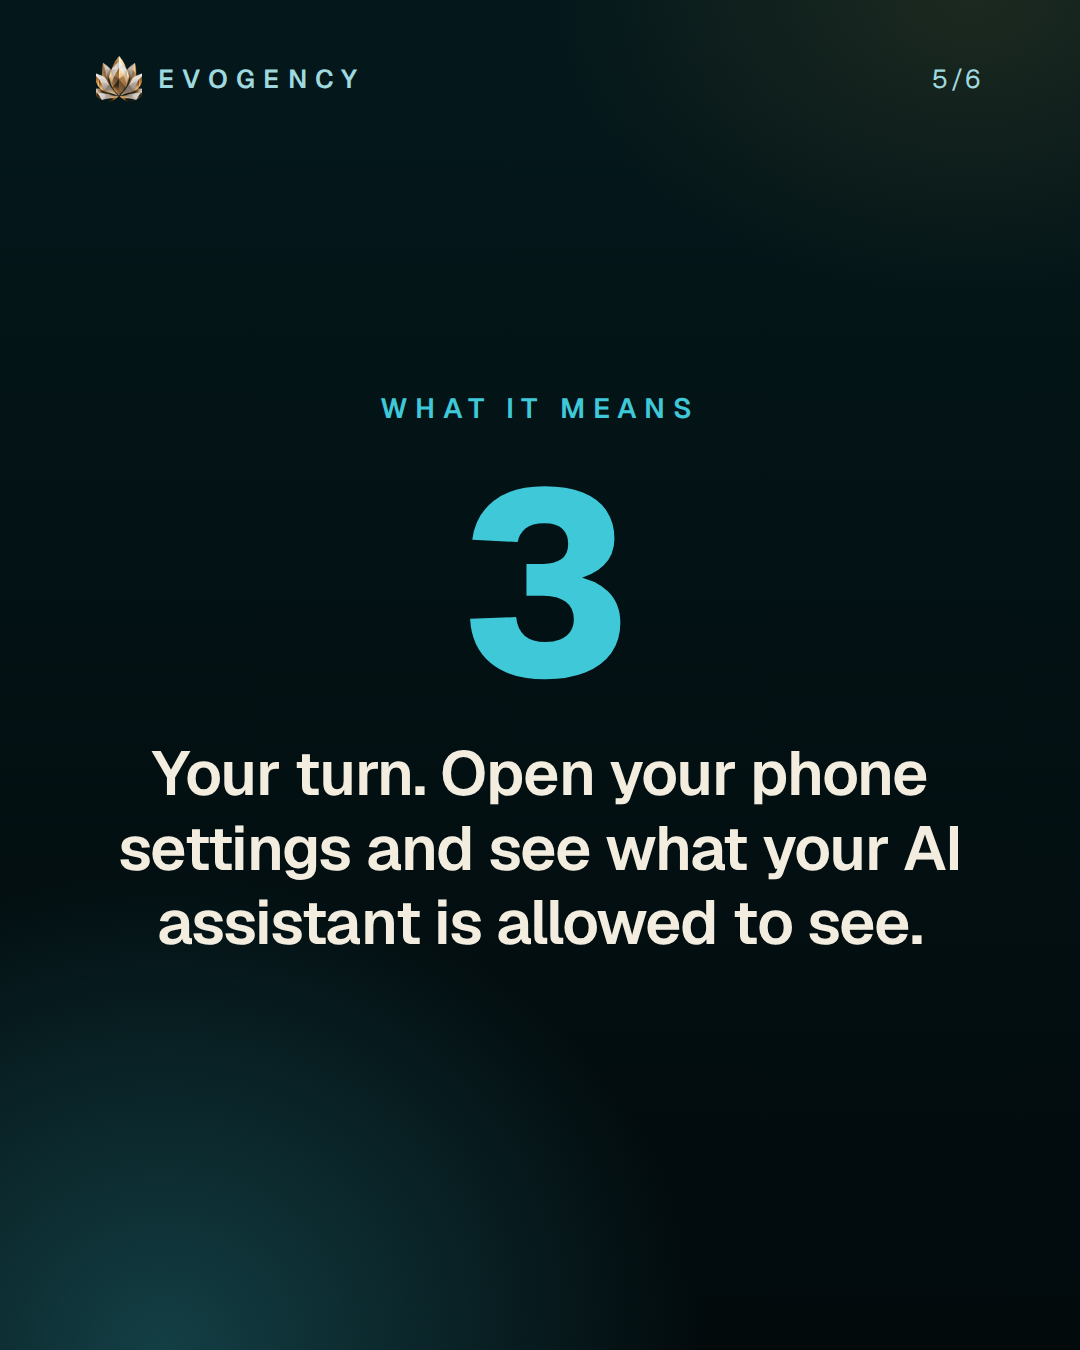 EVOGENCY
5/6
WHAT IT MEANS
3
Your turn. Open your phone
settings and see what your AI
assistant is allowed to see.